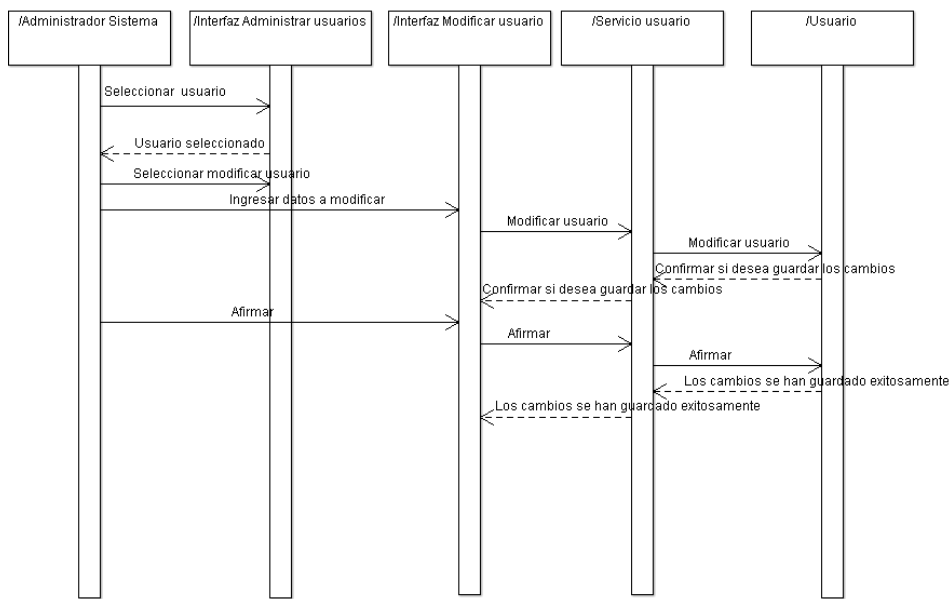 /Administrador Sistema
/Interfaz Administrar usuarios
/Interfaz Modificar usuario
/Servicio usuario
/Usuario
Seleccionar usuario
Usuario seleccionado
Seleccionar modificar usuario
Ingresar datos a modificar
Modificar usuario
Modificar usuario
Confirmar si desea guardar los cambios
Confirmar si desea guardar los cambios
Afirmar
Afirmar
Afirmar
Los cambios se han guardado exitosamente
Los cambios se han guardado exitosamente